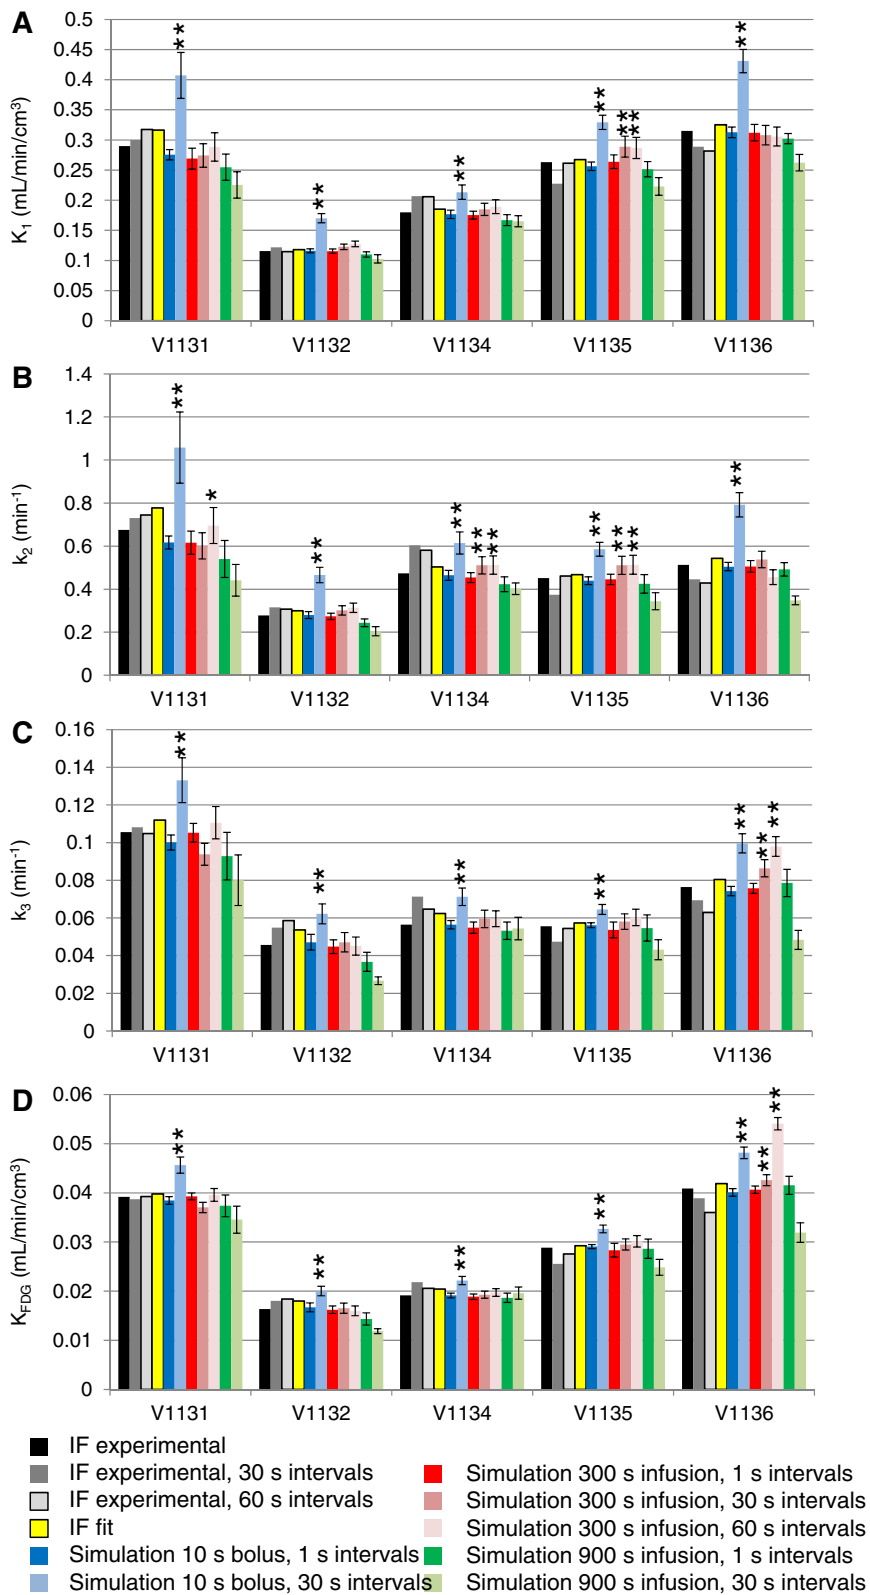 A
K1 (mL/min/cm³)
0.5
0.45
0.4
0.35
0.3
0.25
0.2
0.15
0.1
0.05
0
** ** ** ** ** ** **
V1131 V1132 V1134 V1135 V1136
B
k2 (min⁻¹)
1.4
1.2
1
0.8
0.6
0.4
0.2
0
** * ** ** ** ** ** ** ** **
V1131 V1132 V1134 V1135 V1136
C
k3 (min⁻¹)
0.16
0.14
0.12
0.1
0.08
0.06
0.04
0.02
0
** ** ** ** ** ** **
V1131 V1132 V1134 V1135 V1136
D
KFDG (mL/min/cm³)
0.06
0.05
0.04
0.03
0.02
0.01
0
** ** ** ** ** ** **
V1131 V1132 V1134 V1135 V1136
IF experimental
IF experimental, 30 s intervals
IF experimental, 60 s intervals
IF fit
Simulation 10 s bolus, 1 s intervals
Simulation 10 s bolus, 30 s intervals
Simulation 300 s infusion, 1 s intervals
Simulation 300 s infusion, 30 s intervals
Simulation 300 s infusion, 60 s intervals
Simulation 900 s infusion, 1 s intervals
Simulation 900 s infusion, 30 s intervals